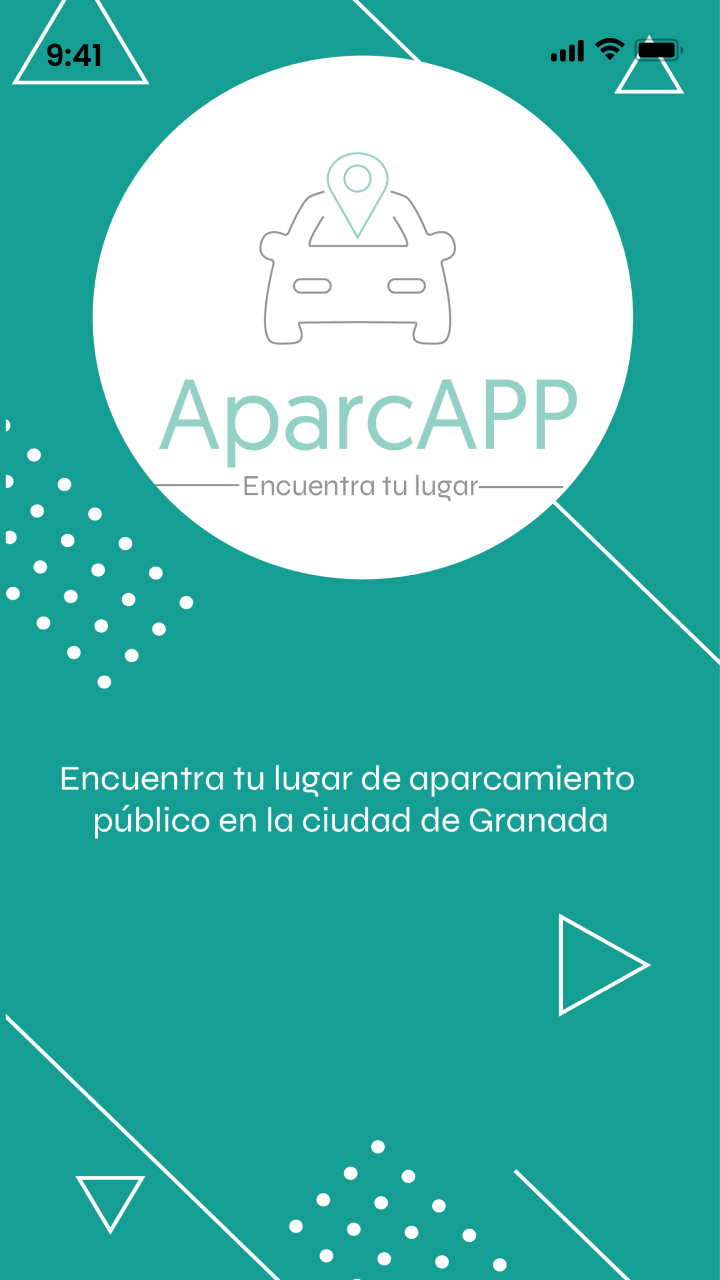 9:41
AparcAPP
Encuentra tu lugar
Encuentra tu lugar de aparcamiento
público en la ciudad de Granada